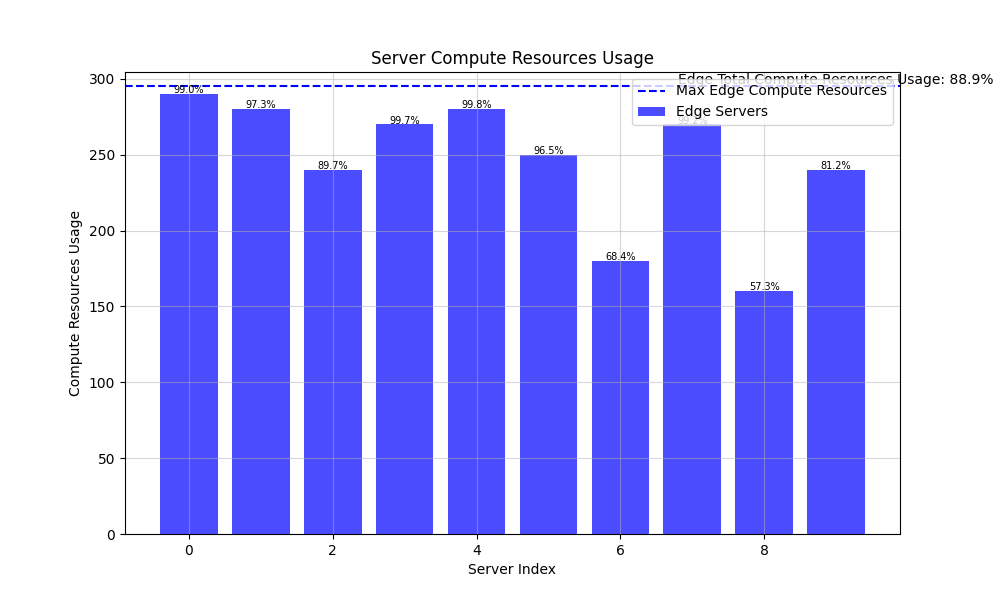 Server Compute Resources Usage
Edge Total Compute Resources Usage: 88.9%
Max Edge Compute Resources
Edge Servers
300
250
200
150
100
50
0
Compute Resources Usage
99.0%
97.3%
89.7%
99.7%
99.8%
96.5%
68.4%
57.3%
81.2%
0 2 4 6 8
Server Index